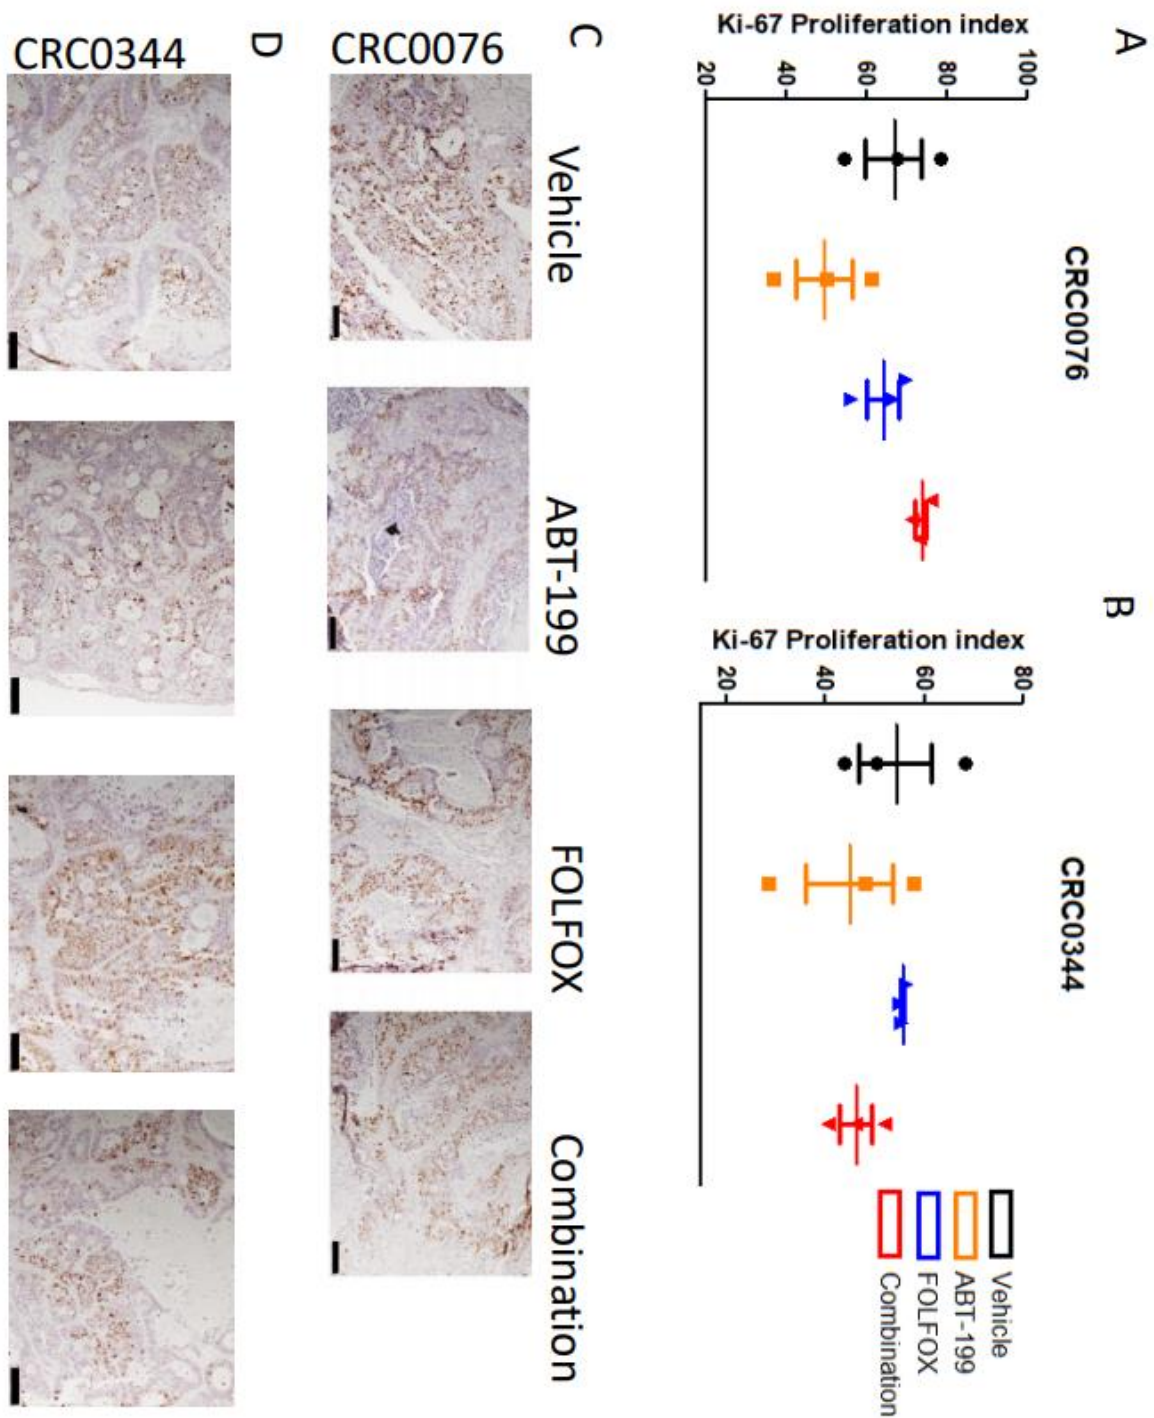 A
CRC0076
Ki-67 Proliferation index
100
80
60
40
20
B
CRC0344
Ki-67 Proliferation index
80
60
40
20
Vehicle
ABT-199
FOLFOX
Combination
C
Vehicle
ABT-199
FOLFOX
Combination
CRC0076
D
CRC0344